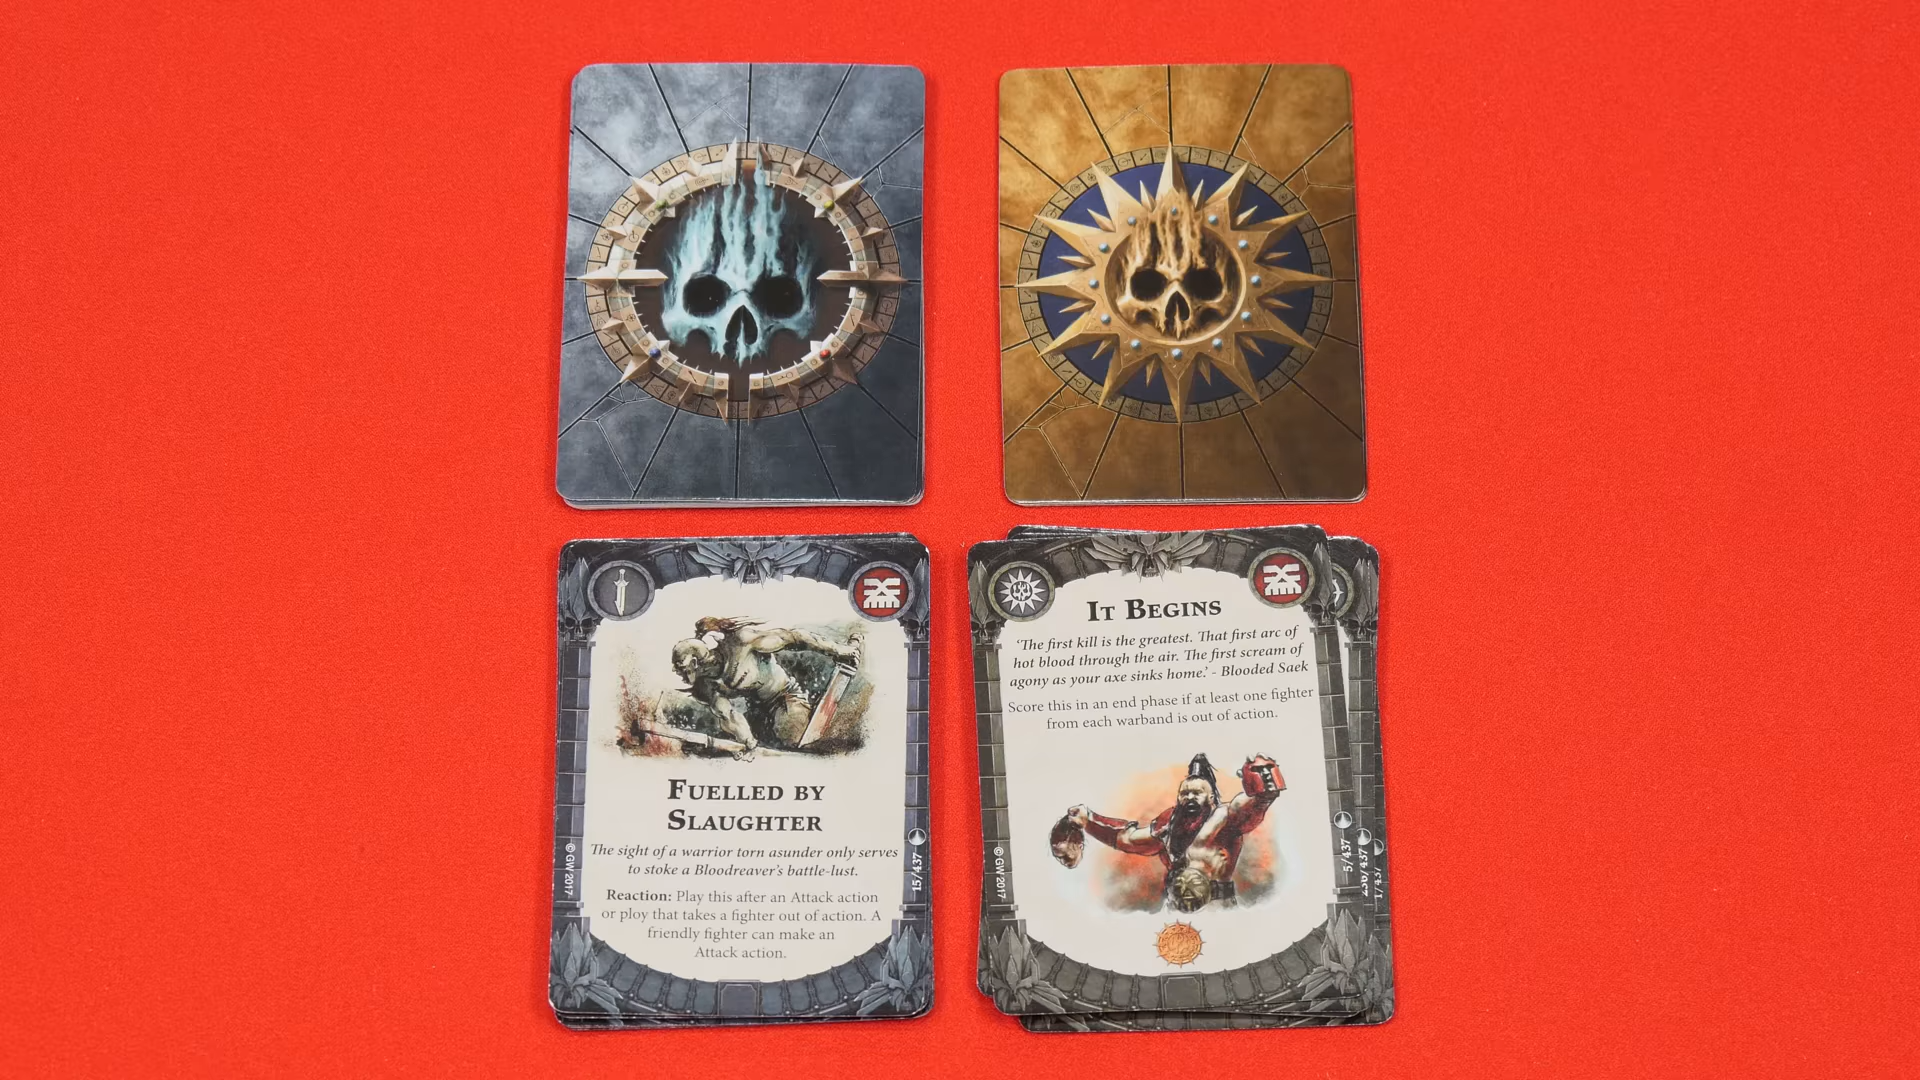 FUELLED BY
SLAUGHTER
The sight of a warrior torn asunder only serves
to stoke a Bloodreaver's battle-lust.
Reaction: Play this after an Attack action
or ploy that takes a fighter out of action. A
friendly fighter can make an
Attack action.
© GW 2017
15/437
IT BEGINS
'The first kill is the greatest. That first arc of
hot blood through the air. The first scream of
agony as your axe sinks home.' - Blooded Saek
Score this in an end phase if at least one fighter
from each warband is out of action.
© GW 2017
5/437
1/437